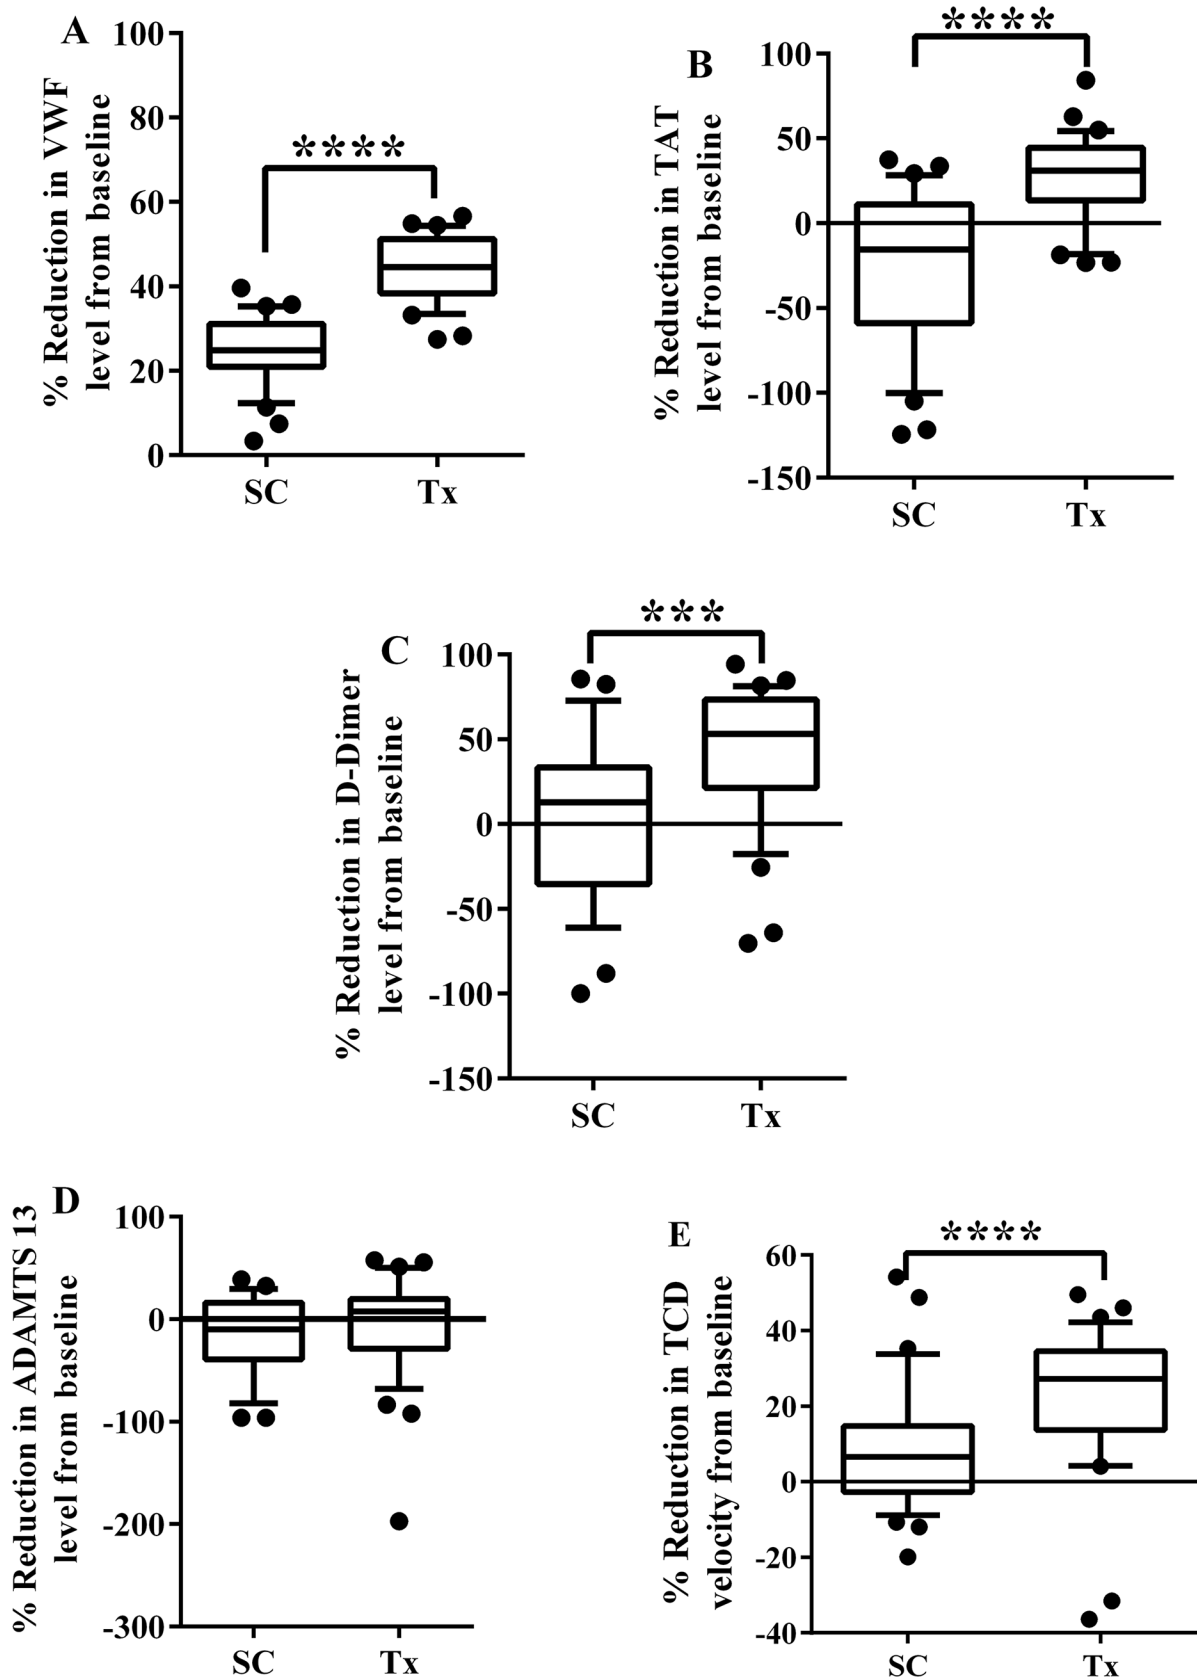 A
% Reduction in VWF
level from baseline
100
80
60
40
20
0
****
SC
Tx
B
% Reduction in TAT
level from baseline
100
50
0
-50
-100
-150
****
SC
Tx
C
% Reduction in D-Dimer
level from baseline
100
50
0
-50
-100
-150
***
SC
Tx
D
% Reduction in ADAMTS 13
level from baseline
100
0
-100
-200
-300
SC
Tx
E
% Reduction in TCD
velocity from baseline
60
40
20
0
-20
-40
****
SC
Tx